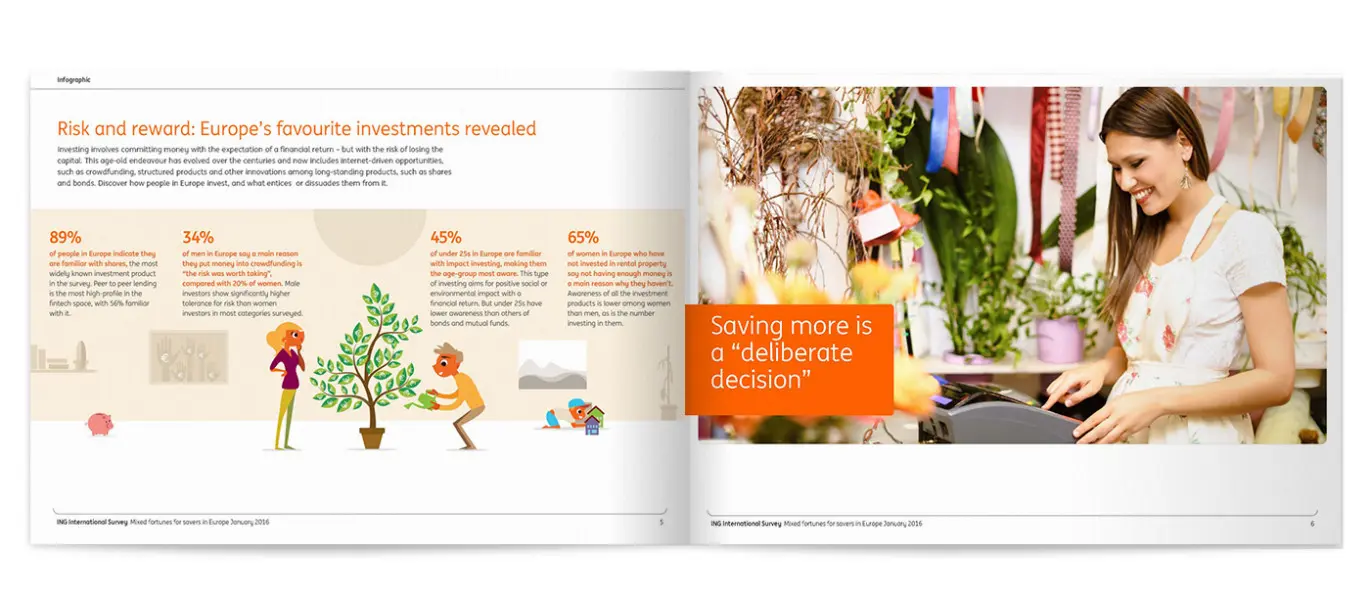 Infographic
Risk and reward: Europe's favourite investments revealed
Investing involves committing money with the expectation of a financial return – but with the risk of losing the
capital. This age-old endeavour has evolved over the centuries and now includes internet-driven opportunities,
such as crowdfunding, structured products and other innovations among long-standing products, such as shares
and bonds. Discover how people in Europe invest, and what entices or dissuades them from it.
89%
of people in Europe indicate they
are familiar with shares, the most
widely known investment product
in the survey. Peer to peer lending
is the most high-profile in the
fintech space, with 56% familiar
with it.
34%
of men in Europe say a main reason
they put money into crowdfunding is
"the risk was worth taking",
compared with 20% of women. Male
investors show significantly higher
tolerance for risk than women
investors in most categories surveyed.
45%
of under 25s in Europe are familiar
with impact investing, making them
the age-group most aware. This type
of investing aims for positive social or
environmental impact with a
financial return. But under 25s have
lower awareness than others of
bonds and mutual funds.
65%
of women in Europe who have
not invested in rental property
say not having enough money is
a main reason why they haven't.
Awareness of all the investment
products is lower among women
than men, as is the number
investing in them.
ING International Survey Mixed fortunes for savers in Europe January 2016
5
Saving more is
a "deliberate
decision"
ING International Survey Mixed fortunes for savers in Europe January 2016
6